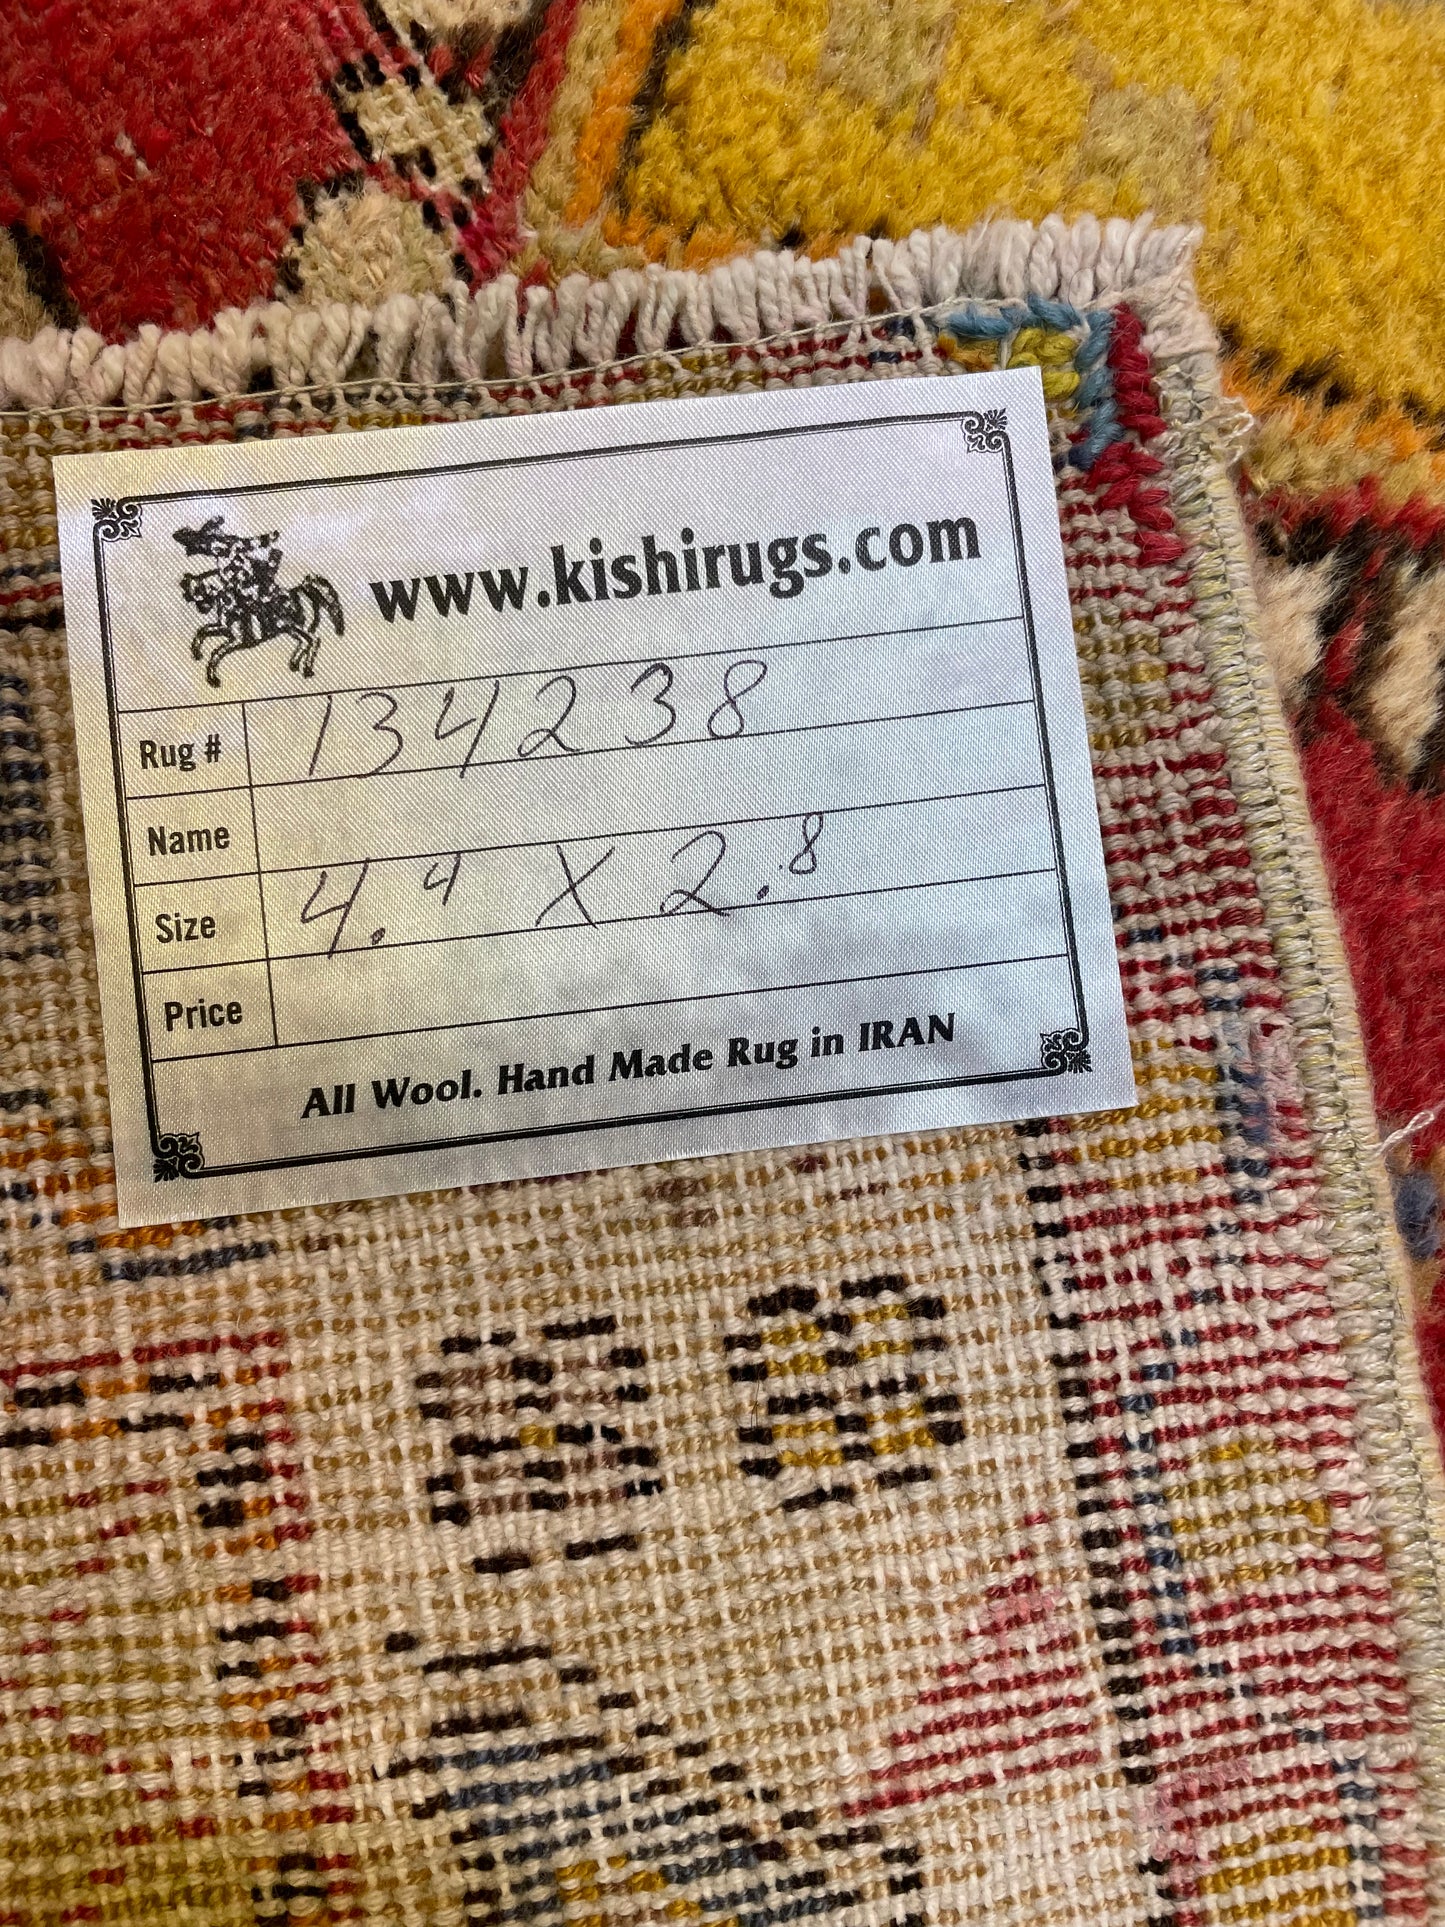 www.kishirugs.com
Rug # 134238
Name
Size 4.4 X 2.8
Price
All Wool. Hand Made Rug in IRAN